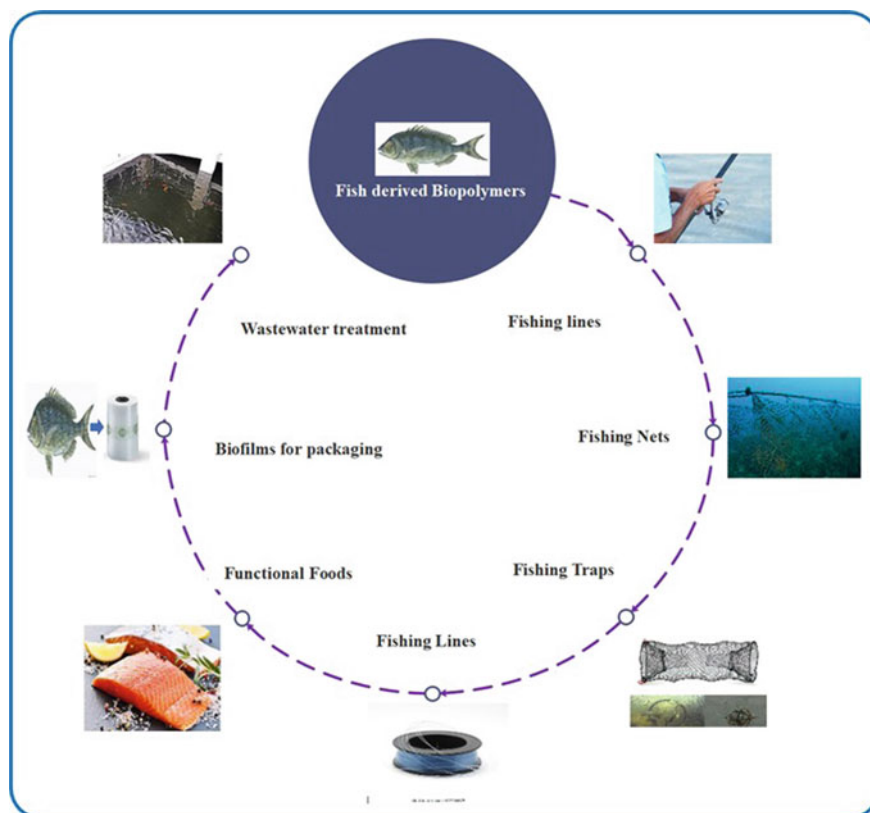 Fish derived Biopolymers
Fishing lines
Fishing Nets
Fishing Traps
Fishing Lines
Functional Foods
Biofilms for packaging
Wastewater treatment